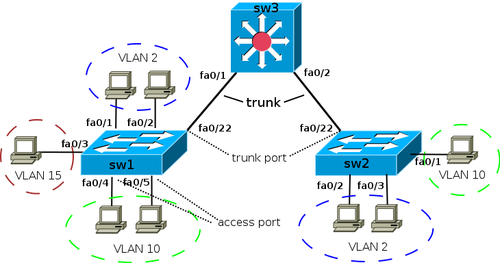 sw3
VLAN 2
fa0/1
fa0/2
trunk
fa0/1
fa0/2
fa0/22
fa0/22
fa0/3
trunk port
sw1
sw2
fa0/1
VLAN 15
VLAN 10
fa0/4
fa0/5
fa0/2
fa0/3
access port
VLAN 10
VLAN 2